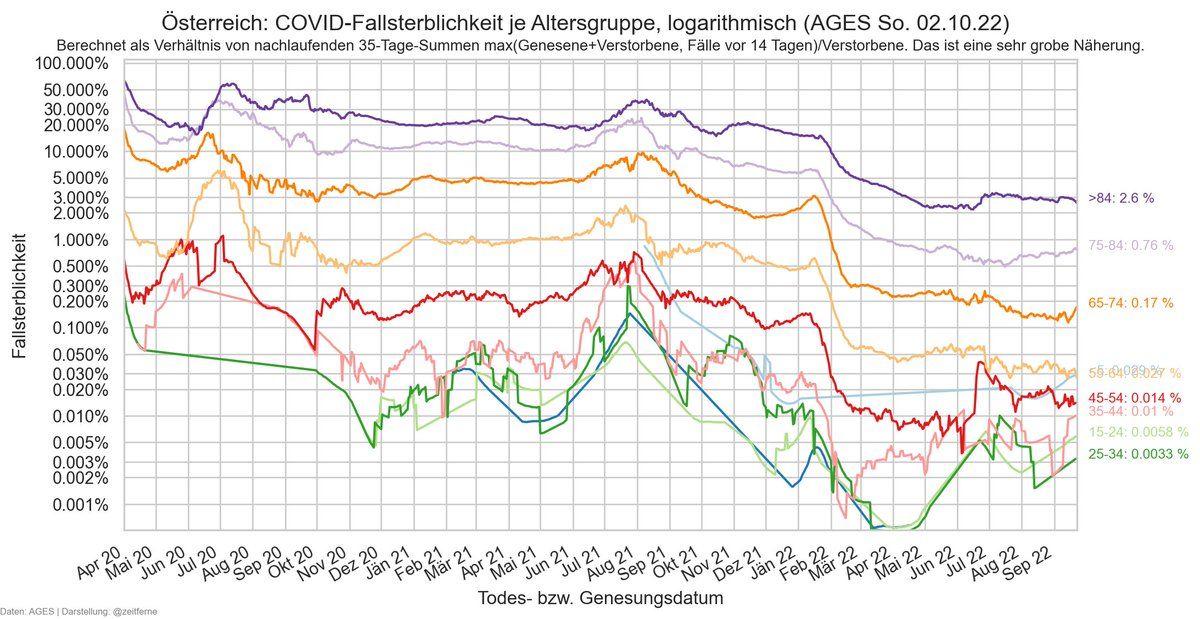 Österreich: COVID-Fallsterblichkeit je Altersgruppe, logarithmisch (AGES So. 02.10.22)
Berechnet als Verhältnis von nachlaufenden 35-Tage-Summen max(Genesene+Verstorbene, Fälle vor 14 Tagen)/Verstorbene. Das ist eine sehr grobe Näherung.
100.000%
50.000%
30.000%
20.000%
10.000%
5.000%
3.000%
2.000%
1.000%
0.500%
0.300%
0.200%
0.100%
0.050%
0.030%
0.020%
0.010%
0.005%
0.003%
0.002%
0.001%
Fallsterblichkeit
>84: 2.6 %
75-84: 0.76 %
65-74: 0.17 %
0.027 %
45-54: 0.014 %
35-44: 0.01 %
15-24: 0.0058 %
25-34: 0.0033 %
Apr 20 Mai 20 Jun 20 Jul 20 Aug 20 Sep 20 Okt 20 Nov 20 Dez 20 Jän 21 Feb 21 Mär 21 Apr 21 Mai 21 Jun 21 Jul 21 Aug 21 Sep 21 Okt 21 Nov 21 Dez 21 Jän 22 Feb 22 Mär 22 Apr 22 Mai 22 Jun 22 Jul 22 Aug 22 Sep 22
Todes- bzw. Genesungsdatum
Daten: AGES | Darstellung: @zeitferne